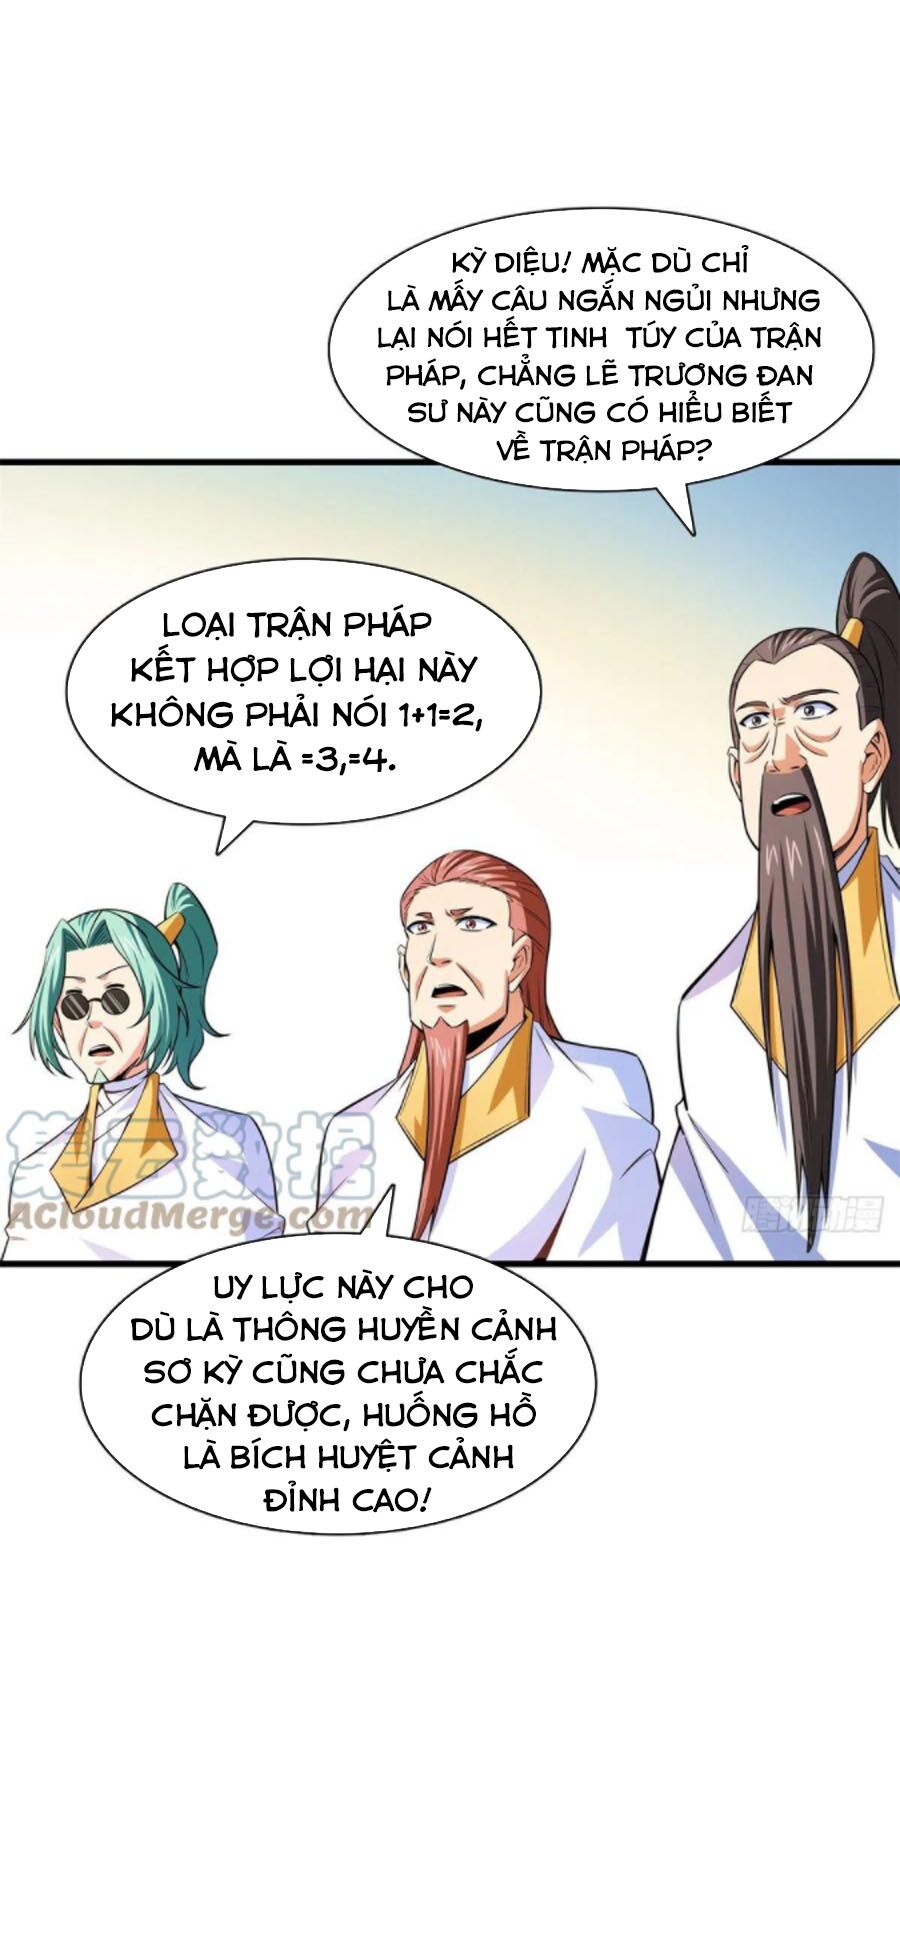 KỲ DIỆU! MẶC DÙ CHỈ
LÀ MẤY CÂU NGẮN NGỦI NHƯNG
LẠI NÓI HẾT TINH TÚY CỦA TRẬN
PHÁP, CHẲNG LẼ TRƯƠNG ĐAN
SƯ NÀY CŨNG CÓ HIỂU BIẾT
VỀ TRẬN PHÁP?
LOẠI TRẬN PHÁP
KẾT HỢP LỢI HẠI NÀY
KHÔNG PHẢI NÓI 1+1=2,
MÀ LÀ =3,=4.
集云数据
ACloudMerge.com
UY LỰC NÀY CHO
DÙ LÀ THÔNG HUYỀN CẢNH
SƠ KỲ CŨNG CHƯA CHẮC
CHẶN ĐƯỢC, HUỐNG HỒ
LÀ BÍCH HUYỆT CẢNH
ĐỈNH CAO!